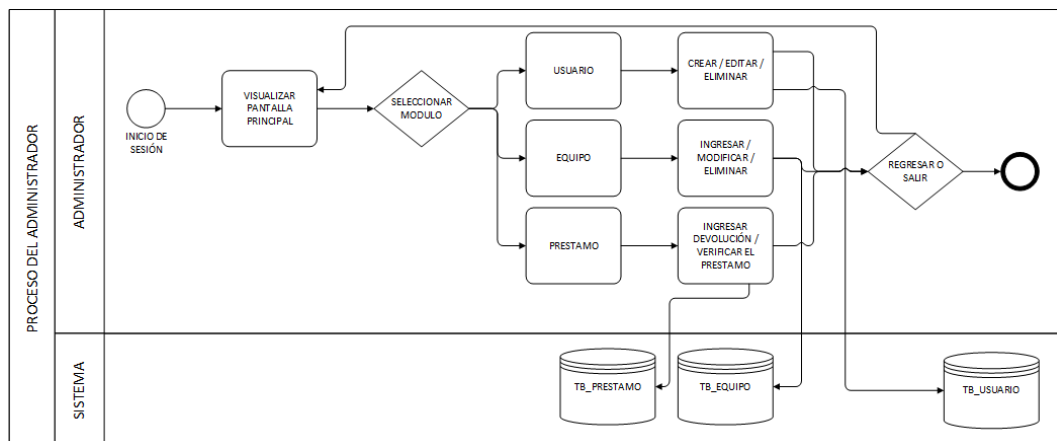 PROCESO DEL ADMINISTRADOR
ADMINISTRADOR
INICIO DE
SESIÓN
VISUALIZAR
PANTALLA
PRINCIPAL
SELECCIONAR
MODULO
USUARIO
CREAR / EDITAR /
ELIMINAR
EQUIPO
INGRESAR /
MODIFICAR /
ELIMINAR
PRESTAMO
INGRESAR
DEVOLUCIÓN /
VERIFICAR EL
PRESTAMO
REGRESAR O
SALIR
SISTEMA
TB_PRESTAMO
TB_EQUIPO
TB_USUARIO